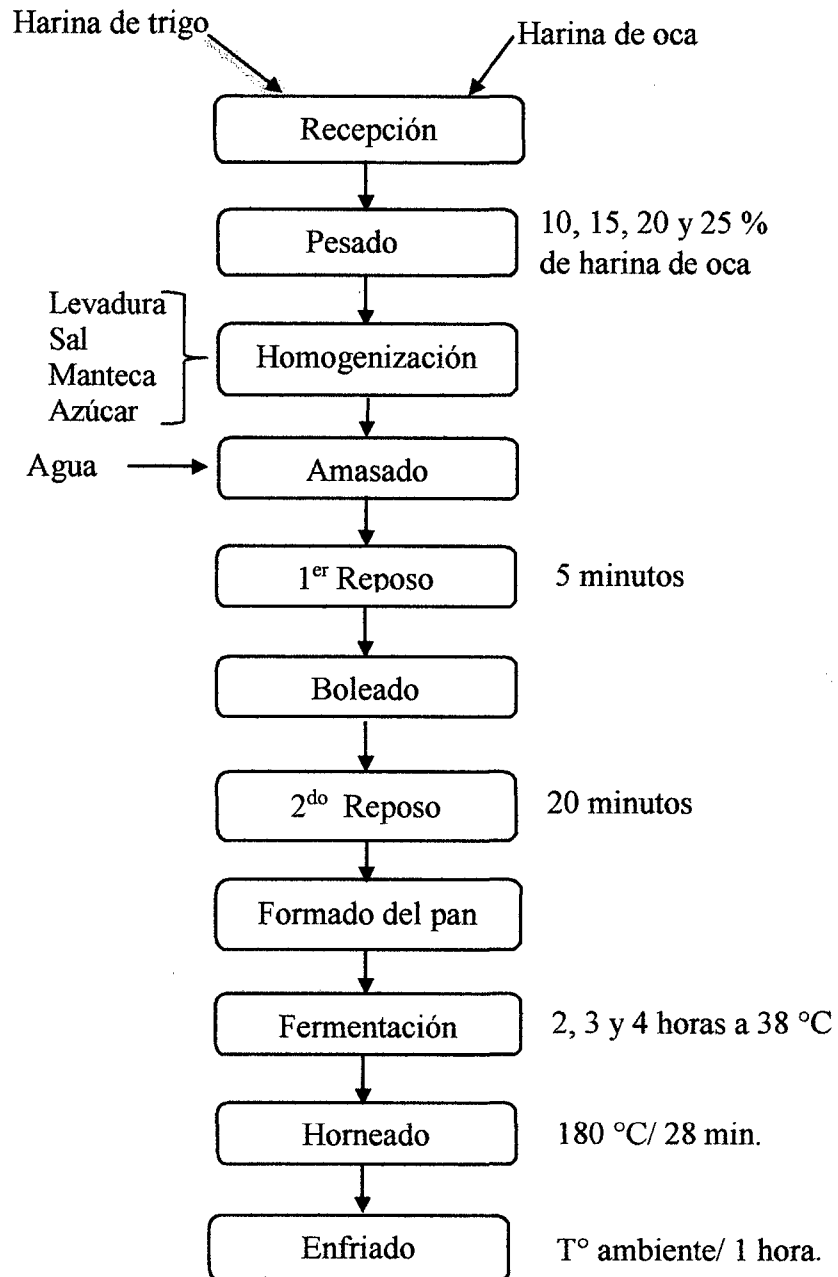 Harina de trigo
Harina de oca
Recepción
Pesado
10, 15, 20 y 25 %
de harina de oca
Levadura
Sal
Manteca
Azúcar
Homogenización
Agua
Amasado
1er Reposo
5 minutos
Boleado
2do Reposo
20 minutos
Formado del pan
Fermentación
2, 3 y 4 horas a 38 °C
Horneado
180 °C/ 28 min.
Enfriado
T° ambiente/ 1 hora.